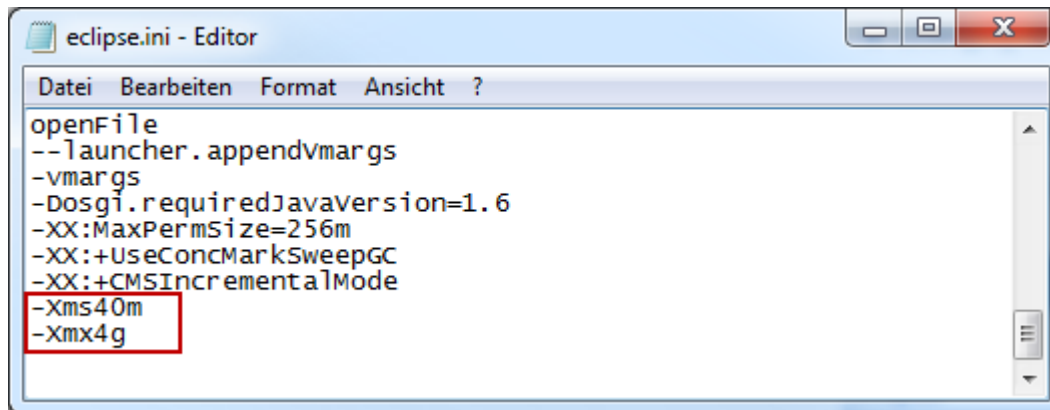 eclipse.ini - Editor
Datei Bearbeiten Format Ansicht ?
openFile
--launcher.appendVmargs
-vmargs
-Dosgi.requiredJavaVersion=1.6
-XX:MaxPermSize=256m
-XX:+UseConcMarkSweepGC
-XX:+CMSIncrementalMode
-Xms40m
-Xmx4g